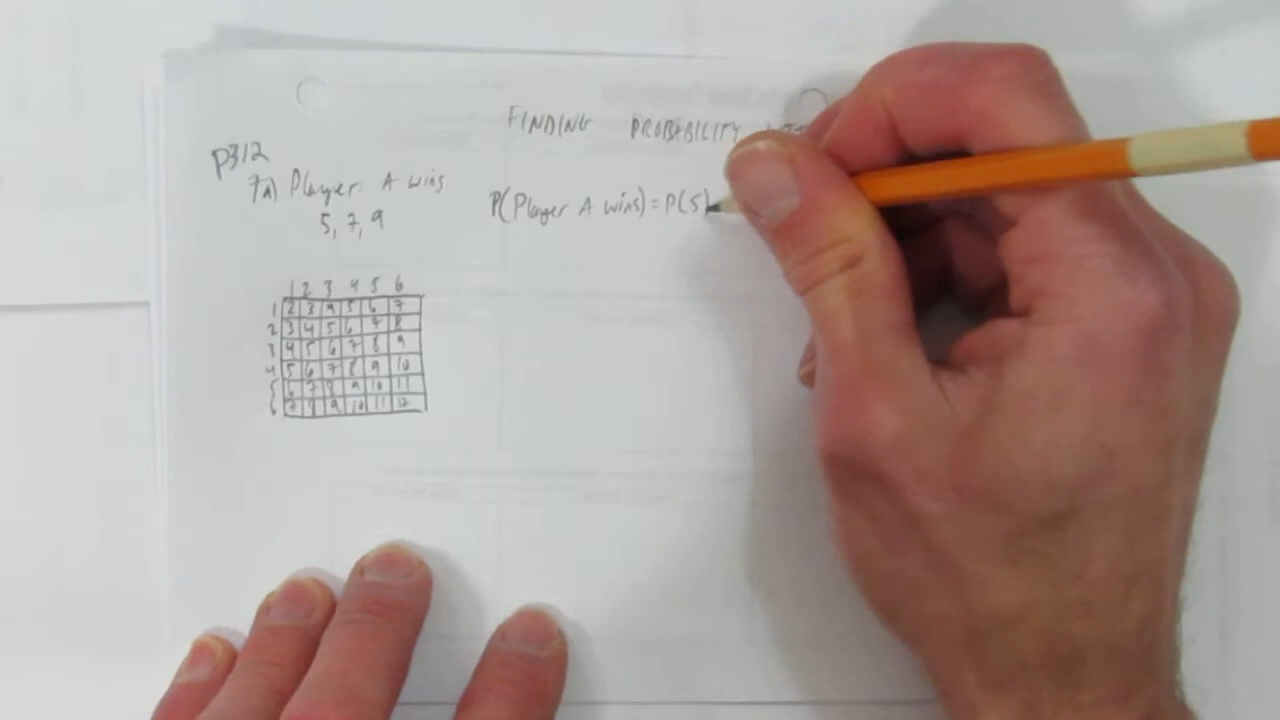 FINDING PROBABILITY
p312
7a) Player A wins
5, 7, 9
P(Player A wins) = P(5)
1 2 3 4 5 6
1 2 3 4 5 6 7
2 3 4 5 6 7 8
3 4 5 6 7 8 9
4 5 6 7 8 9 10
5 6 7 8 9 10 11
6 7 8 9 10 11 12